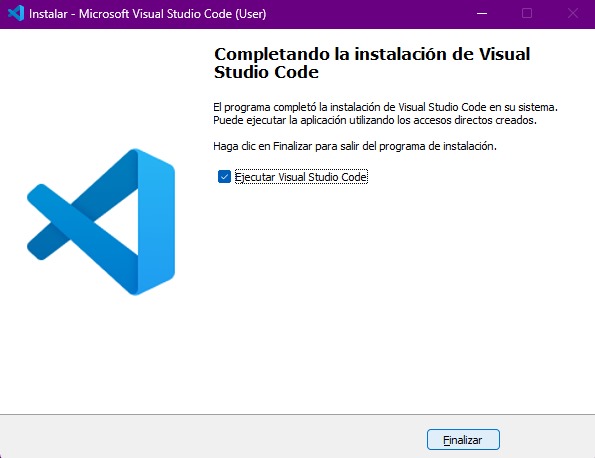 Instalar - Microsoft Visual Studio Code (User)
Completando la instalación de Visual
Studio Code
El programa completó la instalación de Visual Studio Code en su sistema.
Puede ejecutar la aplicación utilizando los accesos directos creados.
Haga clic en Finalizar para salir del programa de instalación.
Ejecutar Visual Studio Code
Finalizar